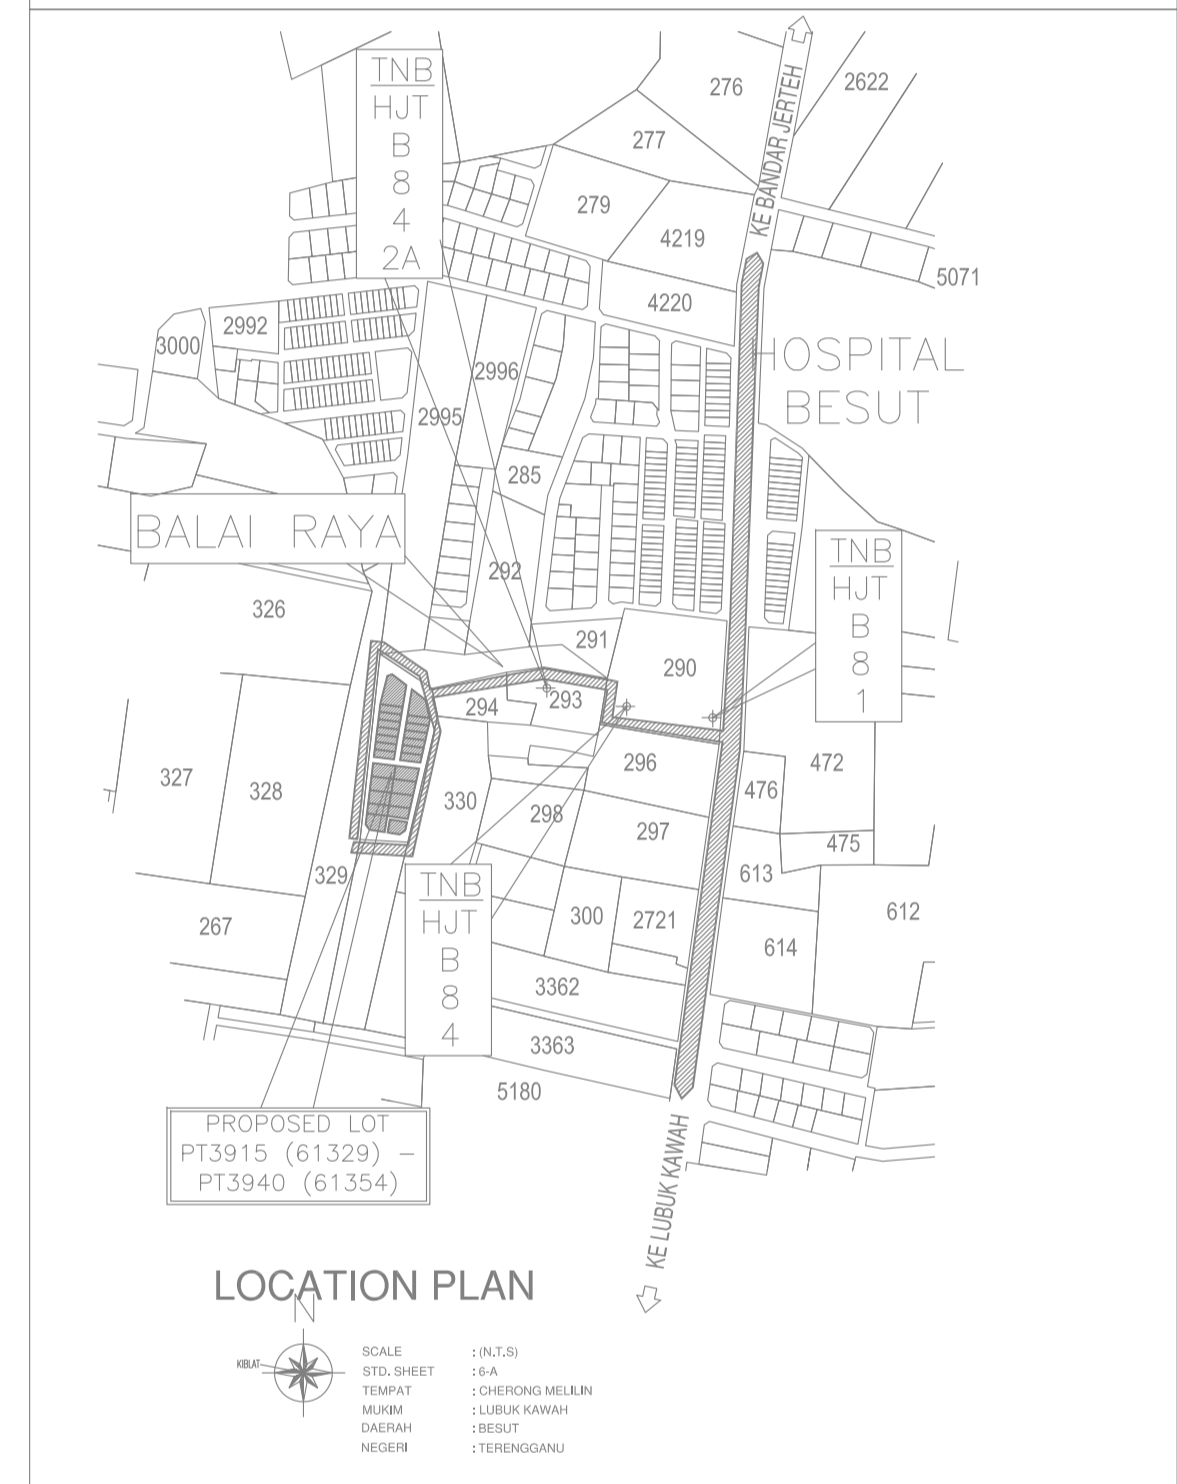 TNB
HJT
B
8
4
2A
276
2622
KE BANDAR JERTEH
277
279
4219
5071
4220
2992
3000
HOSPITAL
BESUT
2996
2995
285
BALAI RAYA
TNB
HJT
B
8
1
292
326
291
290
294
293
296
472
327
328
330
298
476
297
475
329
613
TNB
HJT
B
8
4
267
300
2721
612
614
3362
3363
5180
PROPOSED LOT
PT3915 (61329) –
PT3940 (61354)
KE LUBUK KAWAH
LOCATION PLAN
N
KIBLAT
SCALE : (N.T.S)
STD. SHEET : 6-A
TEMPAT : CHERONG MELILIN
MUKIM : LUBUK KAWAH
DAERAH : BESUT
NEGERI : TERENGGANU